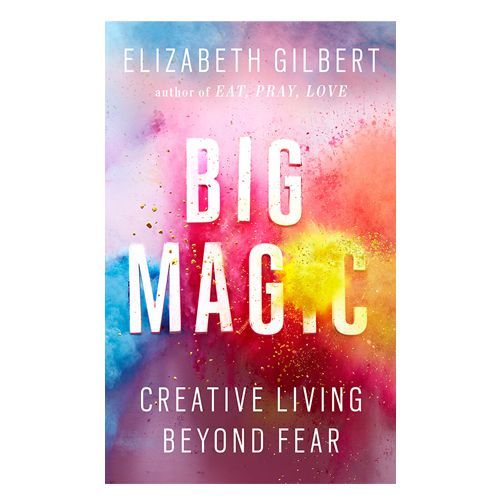 ELIZABETH GILBERT
author of EAT, PRAY, LOVE
BIG
MAGIC
CREATIVE LIVING
BEYOND FEAR